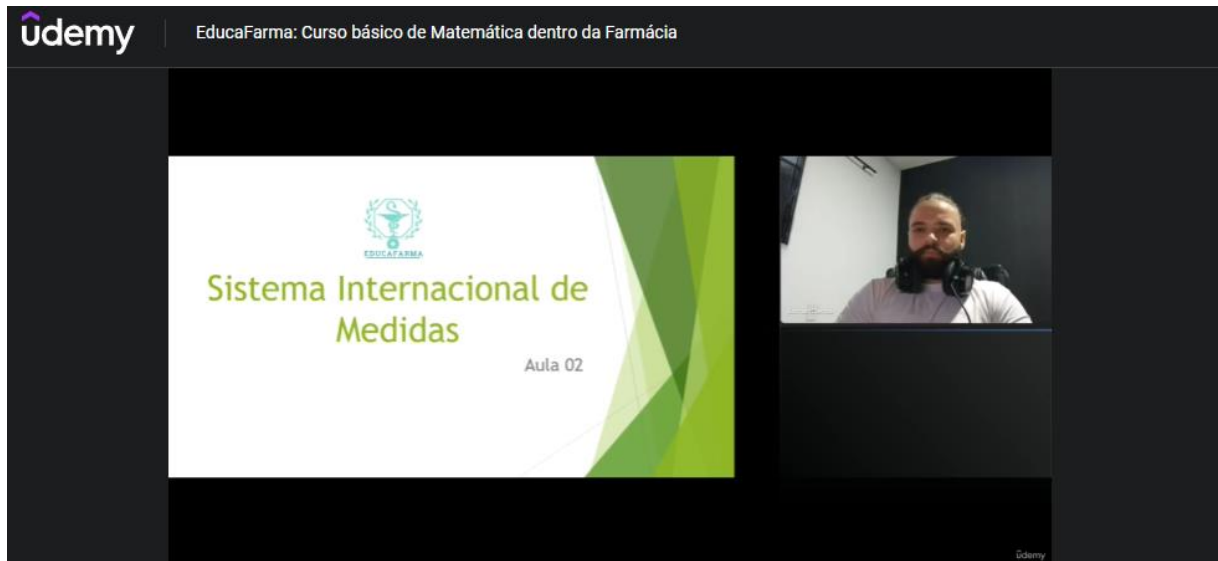 ûdemy
EducaFarma: Curso básico de Matemática dentro da Farmácia
EDUCAFARMA
Sistema Internacional de
Medidas
Aula 02
ûdemy